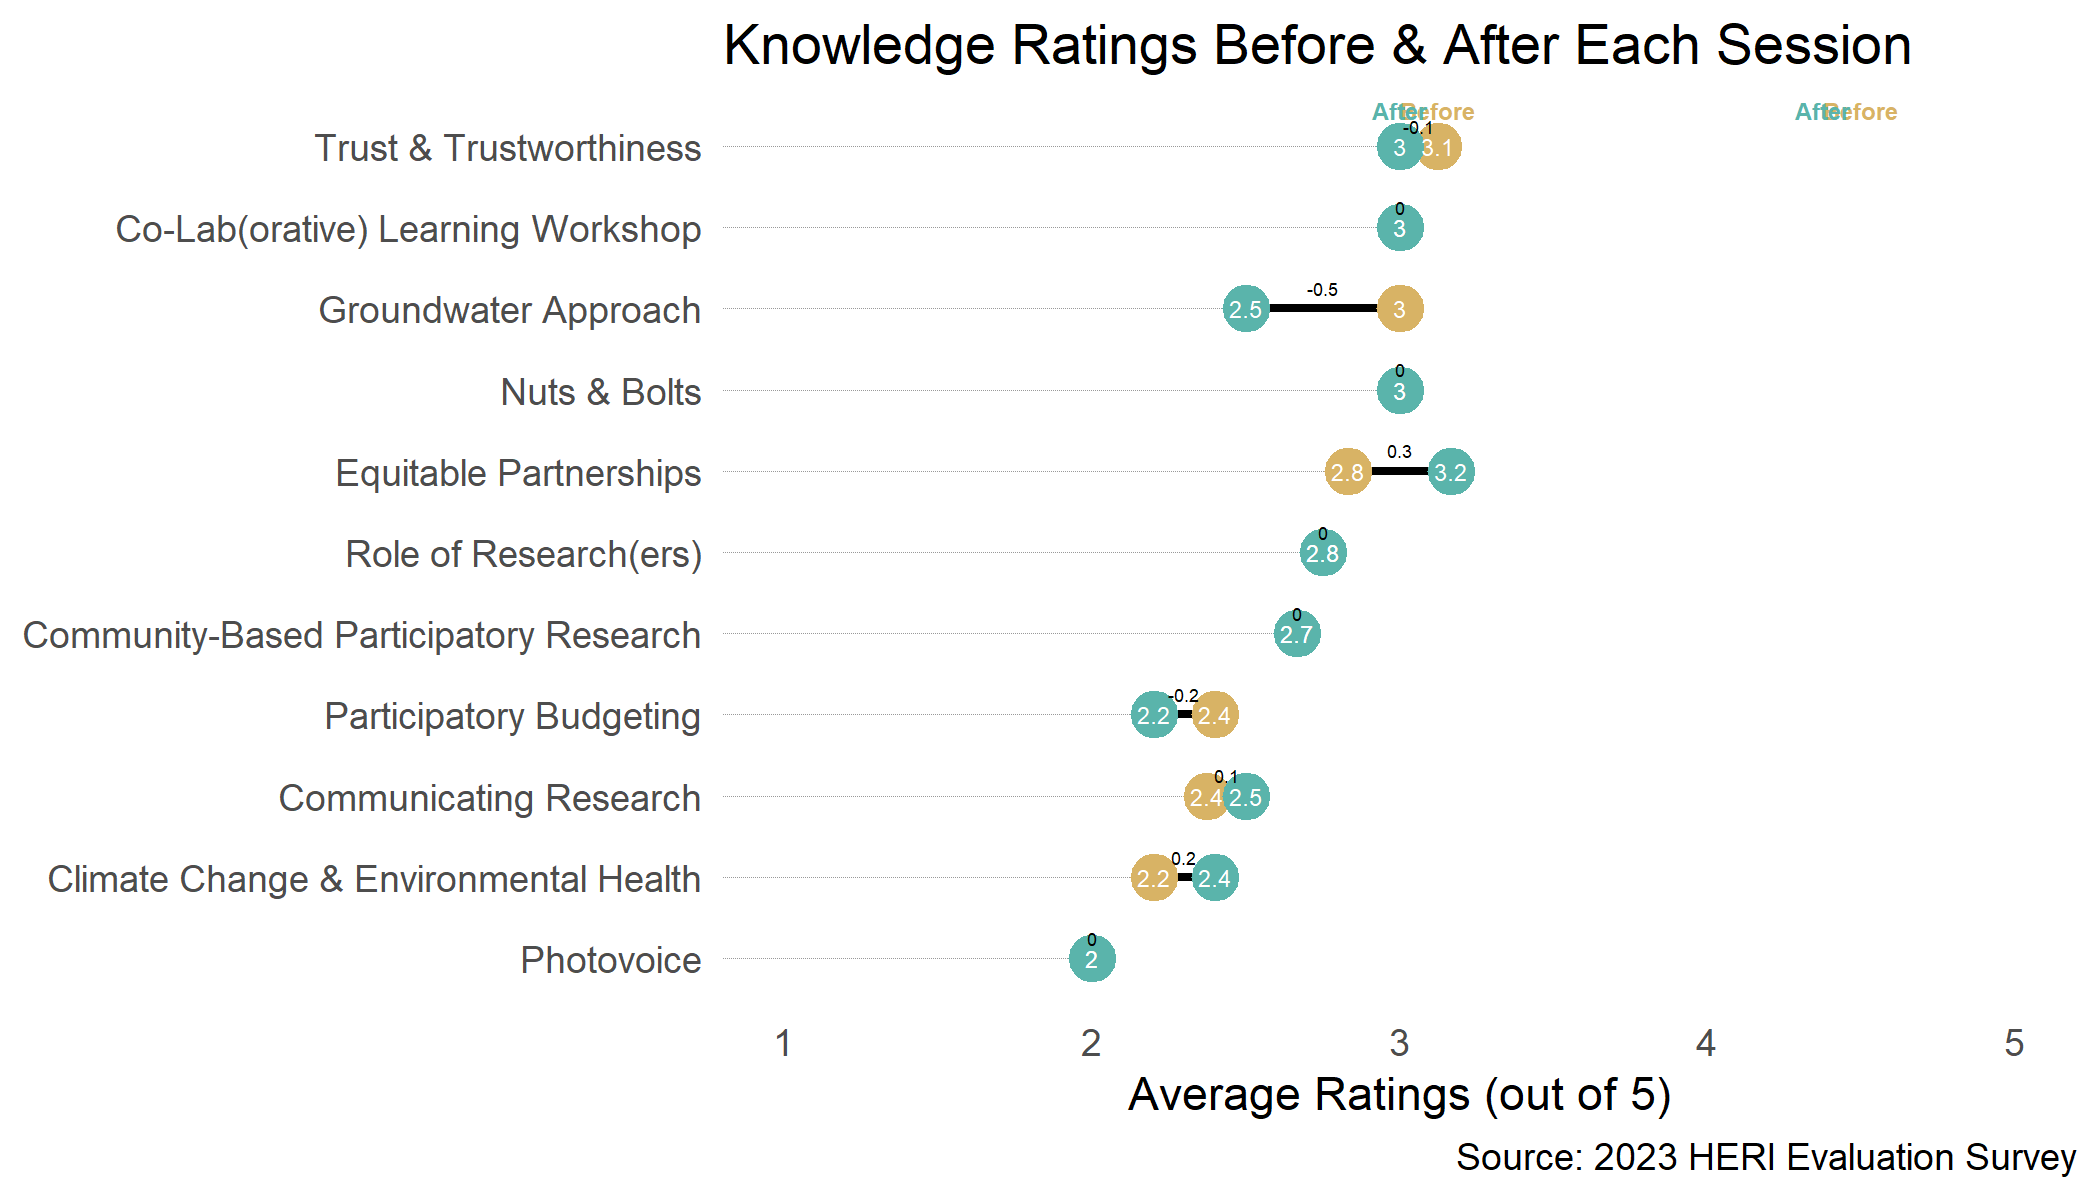 Knowledge Ratings Before & After Each Session
After Before After Before
-0.1
Trust & Trustworthiness 3 3.1
0
Co-Lab(orative) Learning Workshop 3
-0.5
Groundwater Approach 2.5 3
0
Nuts & Bolts 3
0.3
Equitable Partnerships 2.8 3.2
0
Role of Research(ers) 2.8
0
Community-Based Participatory Research 2.7
-0.2
Participatory Budgeting 2.2 2.4
0.1
Communicating Research 2.4 2.5
0.2
Climate Change & Environmental Health 2.2 2.4
0
Photovoice 2
1 2 3 4 5
Average Ratings (out of 5)
Source: 2023 HERI Evaluation Survey